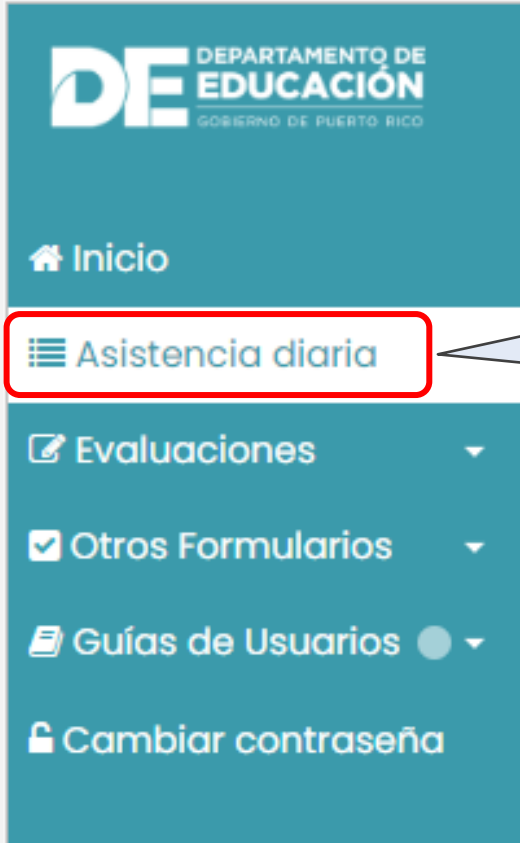 DE
DEPARTAMENTO DE
EDUCACIÓN
GOBIERNO DE PUERTO RICO
Inicio
Asistencia diaria
Evaluaciones
Otros Formularios
Guías de Usuarios
Cambiar contraseña